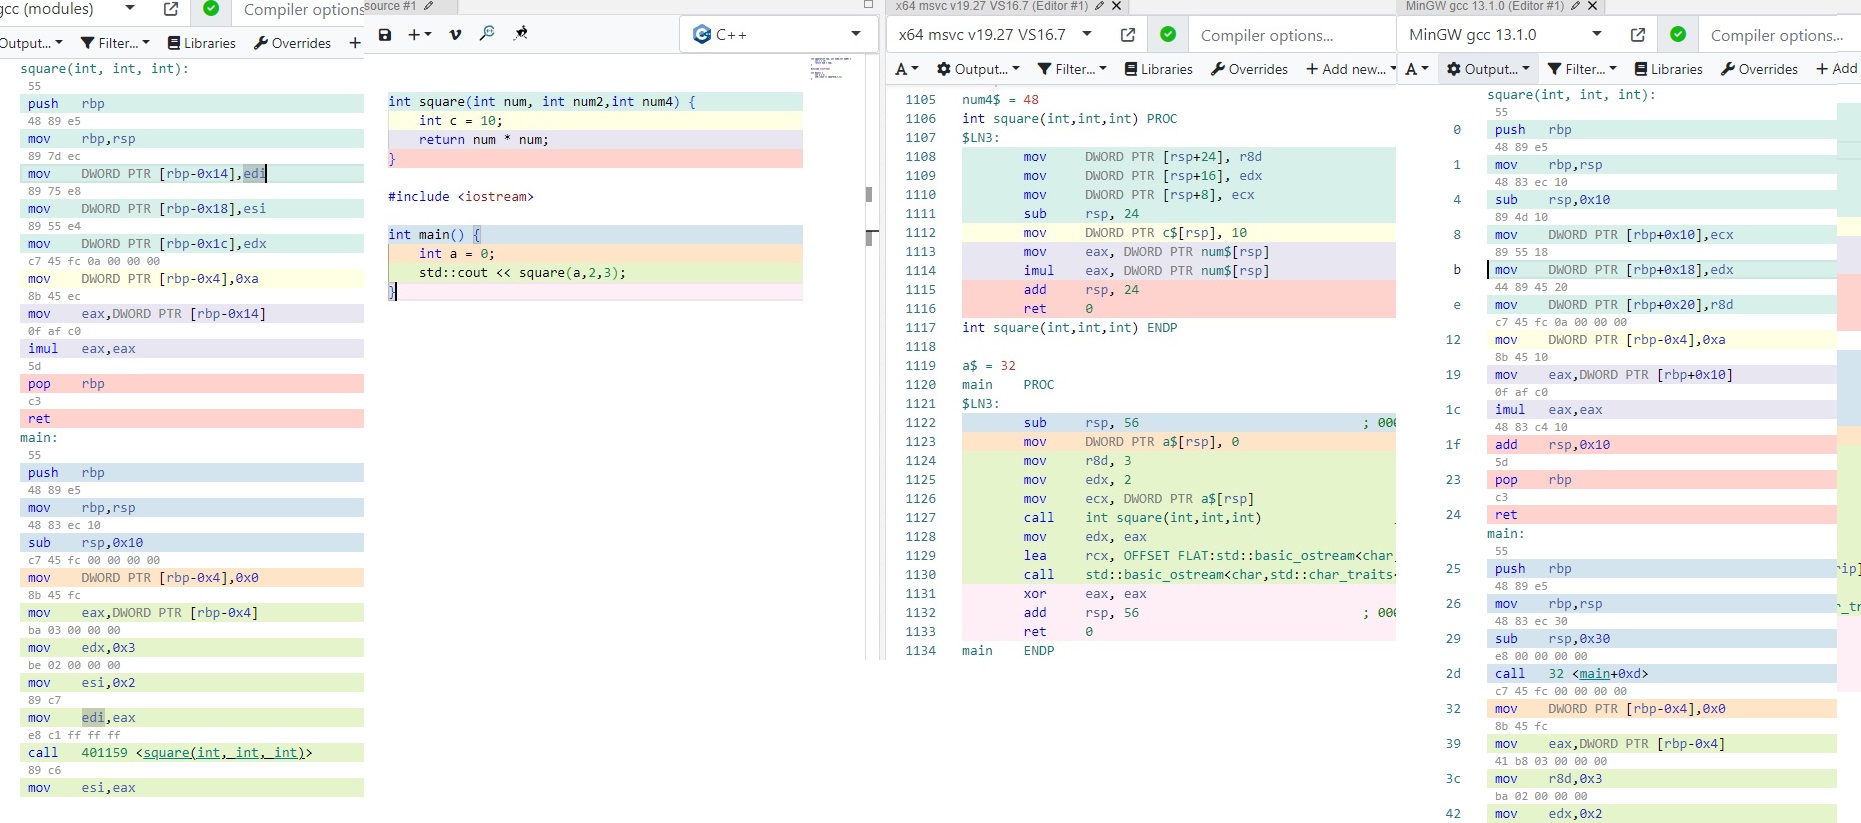 gcc (modules)
Compiler options
Output...
Filter...
Libraries
Overrides
square(int, int, int):
55
push rbp
48 89 e5
mov rbp,rsp
89 7d ec
mov DWORD PTR [rbp-0x14],edi
89 75 e8
mov DWORD PTR [rbp-0x18],esi
89 55 e4
mov DWORD PTR [rbp-0x1c],edx
c7 45 fc 0a 00 00 00
mov DWORD PTR [rbp-0x4],0xa
8b 45 ec
mov eax,DWORD PTR [rbp-0x14]
0f af c0
imul eax,eax
5d
pop rbp
c3
ret
main:
55
push rbp
48 89 e5
mov rbp,rsp
48 83 ec 10
sub rsp,0x10
c7 45 fc 00 00 00 00
mov DWORD PTR [rbp-0x4],0x0
8b 45 fc
mov eax,DWORD PTR [rbp-0x4]
ba 03 00 00 00
mov edx,0x3
be 02 00 00 00
mov esi,0x2
89 c7
mov edi,eax
e8 c1 ff ff ff
call 401159 <square(int, int, int)>
89 c6
mov esi,eax
source #1
C++
int square(int num, int num2,int num4) {
int c = 10;
return num * num;
}
#include <iostream>
int main() {
int a = 0;
std::cout << square(a,2,3);
}
x64 msvc v19.27 VS16.7 (Editor #1)
x64 msvc v19.27 VS16.7
Compiler options...
A
Output...
Filter...
Libraries
Overrides
+ Add new...
1105 num4$ = 48
1106 int square(int,int,int) PROC
1107 $LN3:
1108 mov DWORD PTR [rsp+24], r8d
1109 mov DWORD PTR [rsp+16], edx
1110 mov DWORD PTR [rsp+8], ecx
1111 sub rsp, 24
1112 mov DWORD PTR c$[rsp], 10
1113 mov eax, DWORD PTR num$[rsp]
1114 imul eax, DWORD PTR num$[rsp]
1115 add rsp, 24
1116 ret 0
1117 int square(int,int,int) ENDP
1118
1119 a$ = 32
1120 main PROC
1121 $LN3:
1122 sub rsp, 56 ; 000
1123 mov DWORD PTR a$[rsp], 0
1124 mov r8d, 3
1125 mov edx, 2
1126 mov ecx, DWORD PTR a$[rsp]
1127 call int square(int,int,int)
1128 mov edx, eax
1129 lea rcx, OFFSET FLAT:std::basic_ostream<char,
1130 call std::basic_ostream<char,std::char_traits<
1131 xor eax, eax
1132 add rsp, 56 ; 000
1133 ret 0
1134 main ENDP
MinGW gcc 13.1.0 (Editor #1)
MinGW gcc 13.1.0
Compiler options...
A
Output...
Filter...
Libraries
Overrides
+ Add
square(int, int, int):
55
0 push rbp
48 89 e5
1 mov rbp,rsp
48 83 ec 10
4 sub rsp,0x10
89 4d 10
8 mov DWORD PTR [rbp+0x10],ecx
89 55 18
b mov DWORD PTR [rbp+0x18],edx
44 89 45 20
e mov DWORD PTR [rbp+0x20],r8d
c7 45 fc 0a 00 00 00
12 mov DWORD PTR [rbp-0x4],0xa
8b 45 10
19 mov eax,DWORD PTR [rbp+0x10]
0f af c0
1c imul eax,eax
48 83 c4 10
1f add rsp,0x10
5d
23 pop rbp
c3
24 ret
main:
55
25 push rbp
48 89 e5
26 mov rbp,rsp
48 83 ec 30
29 sub rsp,0x30
e8 00 00 00 00
2d call 32 <main+0xd>
c7 45 fc 00 00 00 00
32 mov DWORD PTR [rbp-0x4],0x0
8b 45 fc
39 mov eax,DWORD PTR [rbp-0x4]
41 b8 03 00 00 00
3c mov r8d,0x3
ba 02 00 00 00
42 mov edx,0x2
rip]
_tr